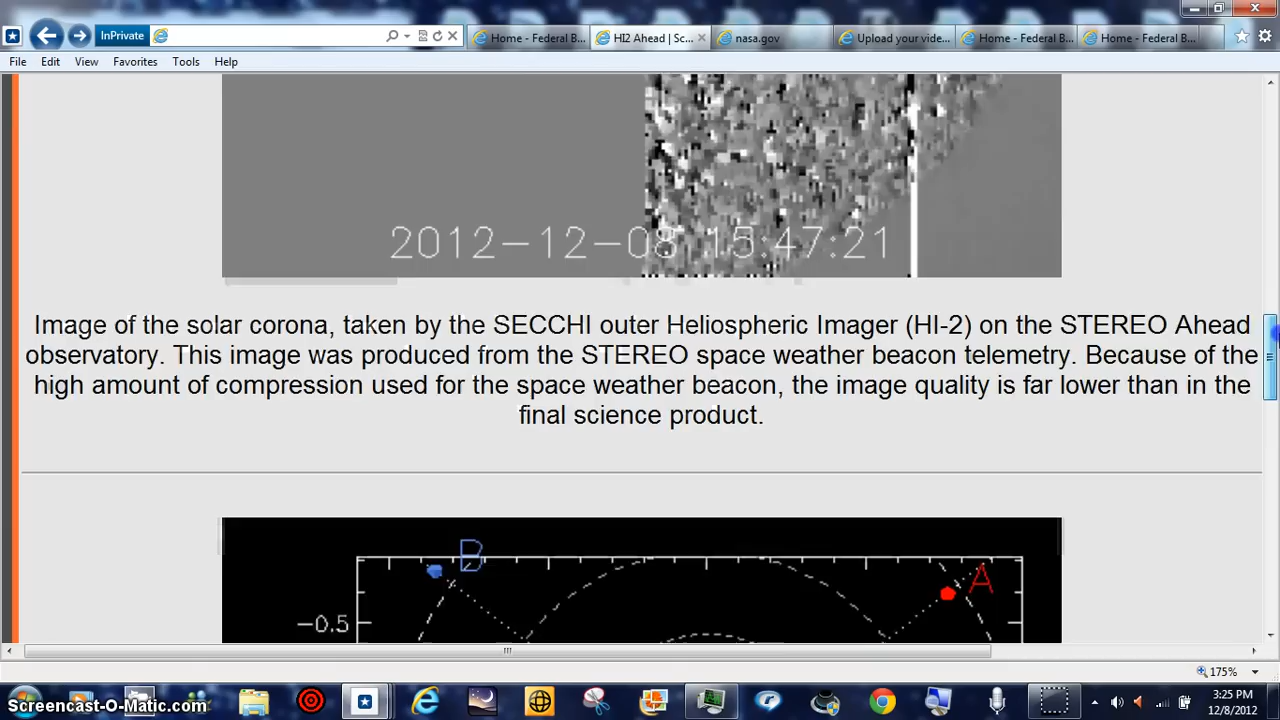 InPrivate
Home - Federal B...
HI2 Ahead | Sc...
nasa.gov
Upload your vide...
Home - Federal B...
Home - Federal B...
File Edit View Favorites Tools Help
2012-12-08 15:47:21
Image of the solar corona, taken by the SECCHI outer Heliospheric Imager (HI-2) on the STEREO Ahead
observatory. This image was produced from the STEREO space weather beacon telemetry. Because of the
high amount of compression used for the space weather beacon, the image quality is far lower than in the
final science product.
B
A
-0.5
175%
Screencast-O-Matic.com
3:25 PM
12/8/2012